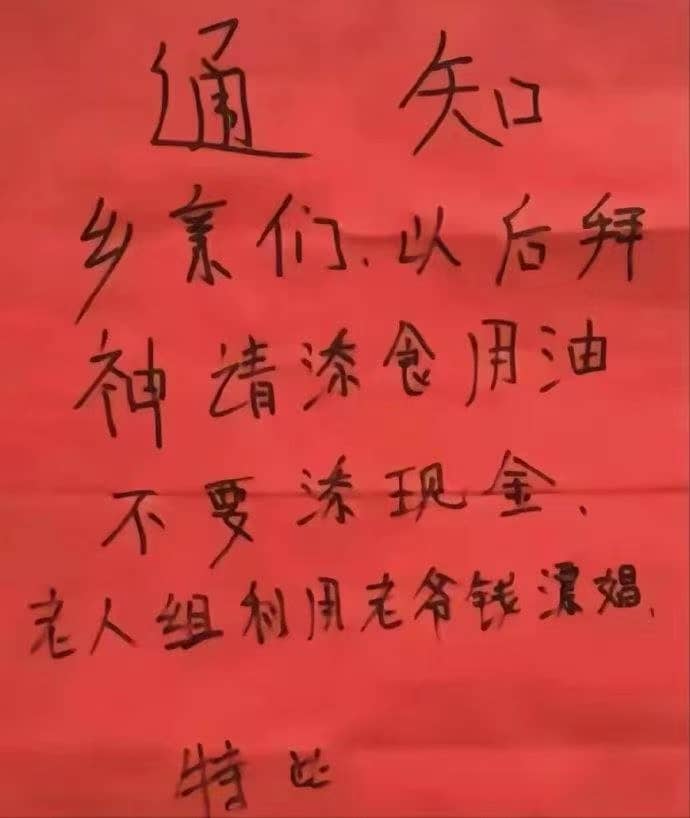 通知
乡亲们、以后拜
神请添食用油
不要添现金、
老人组利用老爷钱漂娼、
特此